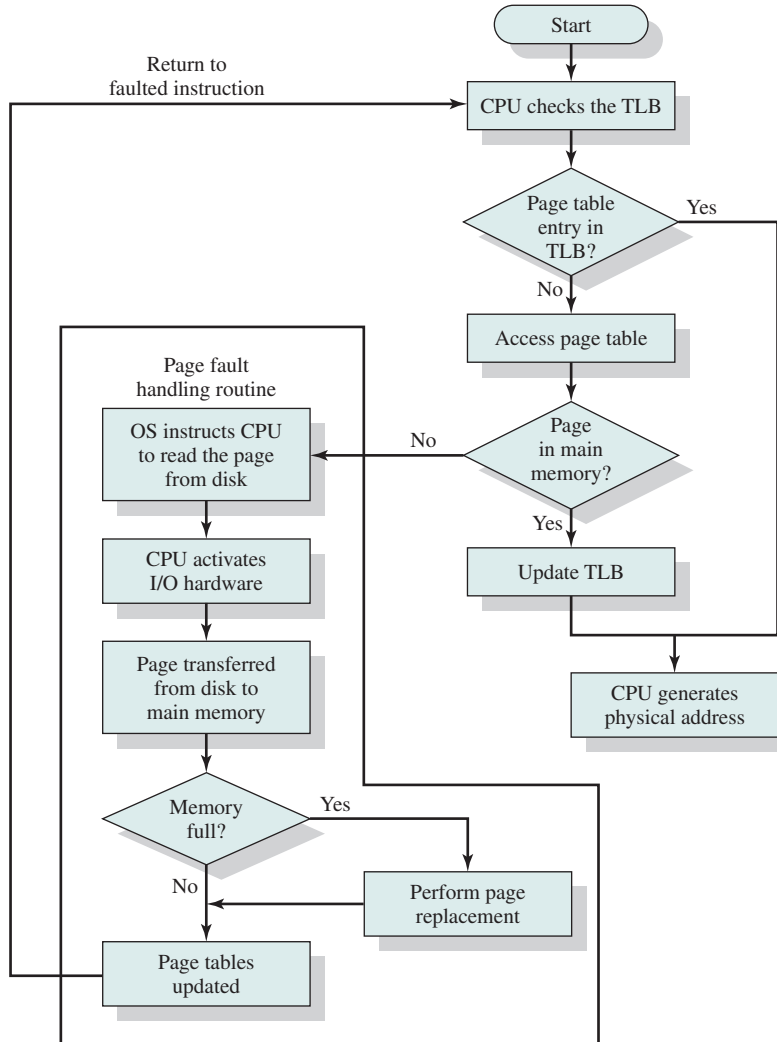 Start
Return to
faulted instruction
CPU checks the TLB
Page table
entry in
TLB?
Yes
No
Access page table
Page fault
handling routine
OS instructs CPU
to read the page
from disk
No
Page
in main
memory?
Yes
CPU activates
I/O hardware
Update TLB
Page transferred
from disk to
main memory
CPU generates
physical address
Memory
full?
Yes
No
Perform page
replacement
Page tables
updated